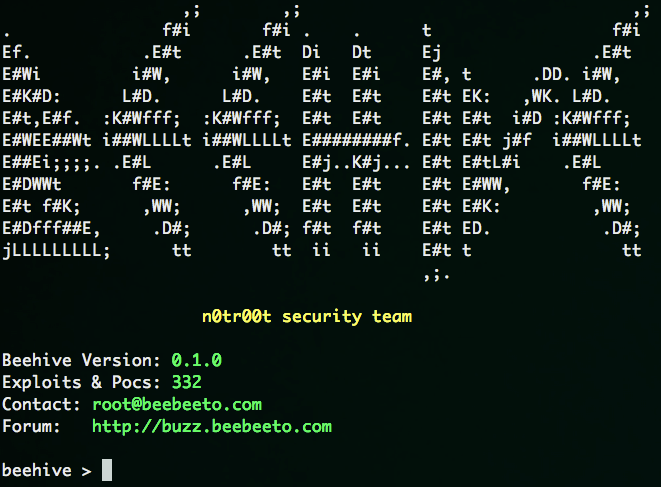 ,;        ,;                                  ,;
.               f#i        f#i .    .      t               f#i
Ef.           .E#t      .E#t  Di   Dt     Ej             .E#t
E#Wi         i#W,      i#W,   E#i  E#i    E#, t      .DD. i#W,
E#K#D:      L#D.      L#D.    E#t  E#t    E#t EK:   ,WK. L#D.
E#t,E#f.  :K#Wfff;  :K#Wfff;  E#t  E#t    E#t E#t  i#D :K#Wfff;
E#WEE##Wt i##WLLLLt i##WLLLLt E########f. E#t E#t j#f  i##WLLLLt
E##Ei;;;;. .E#L      .E#L     E#j..K#j... E#t E#tL#i    .E#L
E#DWWt       f#E:      f#E:   E#t  E#t    E#t E#WW,       f#E:
E#t f#K;      ,WW;      ,WW;  E#t  E#t    E#t E#K:         ,WW;
E#Dfff##E,     .D#;      .D#; f#t  f#t    E#t ED.           .D#;
jLLLLLLLLL;      tt        tt  ii   ii    E#t t               tt
                                          ,;.
n0tr00t security team
Beehive Version: 0.1.0
Exploits & Pocs: 332
Contact: root@beebeeto.com
Forum:   http://buzz.beebeeto.com
beehive >